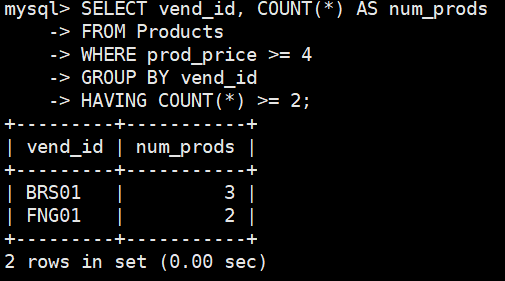 mysql> SELECT vend_id, COUNT(*) AS num_prods
    -> FROM Products
    -> WHERE prod_price >= 4
    -> GROUP BY vend_id
    -> HAVING COUNT(*) >= 2;
+---------+-----------+
| vend_id | num_prods |
+---------+-----------+
| BRS01   |         3 |
| FNG01   |         2 |
+---------+-----------+
2 rows in set (0.00 sec)